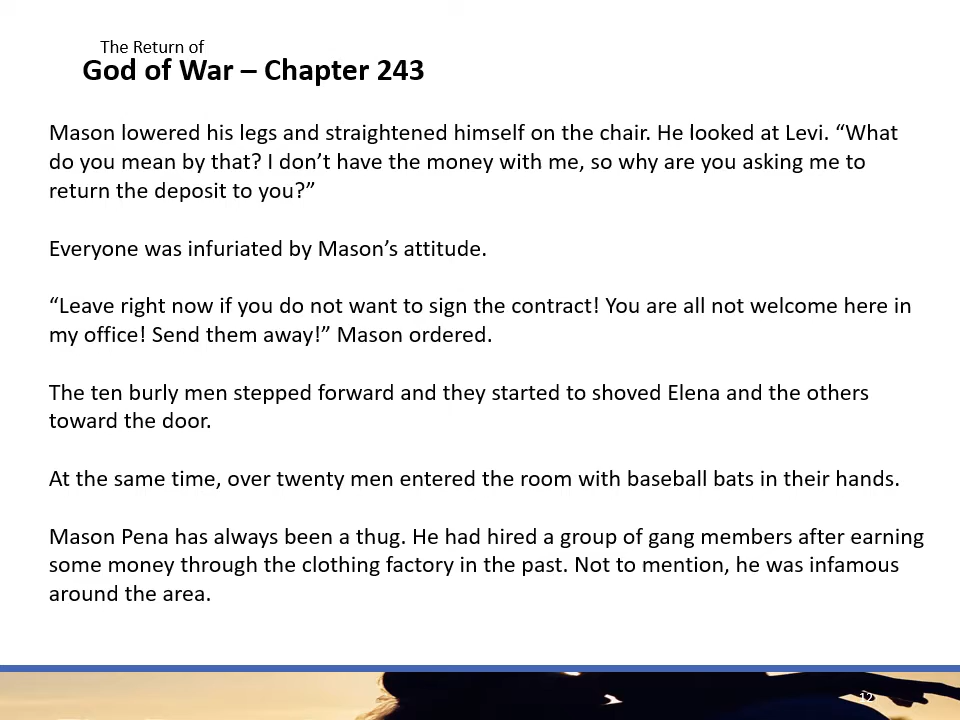 The Return of
God of War – Chapter 243
Mason lowered his legs and straightened himself on the chair. He looked at Levi. “What
do you mean by that? I don’t have the money with me, so why are you asking me to
return the deposit to you?”
Everyone was infuriated by Mason’s attitude.
“Leave right now if you do not want to sign the contract! You are all not welcome here in
my office! Send them away!” Mason ordered.
The ten burly men stepped forward and they started to shoved Elena and the others
toward the door.
At the same time, over twenty men entered the room with baseball bats in their hands.
Mason Pena has always been a thug. He had hired a group of gang members after earning
some money through the clothing factory in the past. Not to mention, he was infamous
around the area.
12